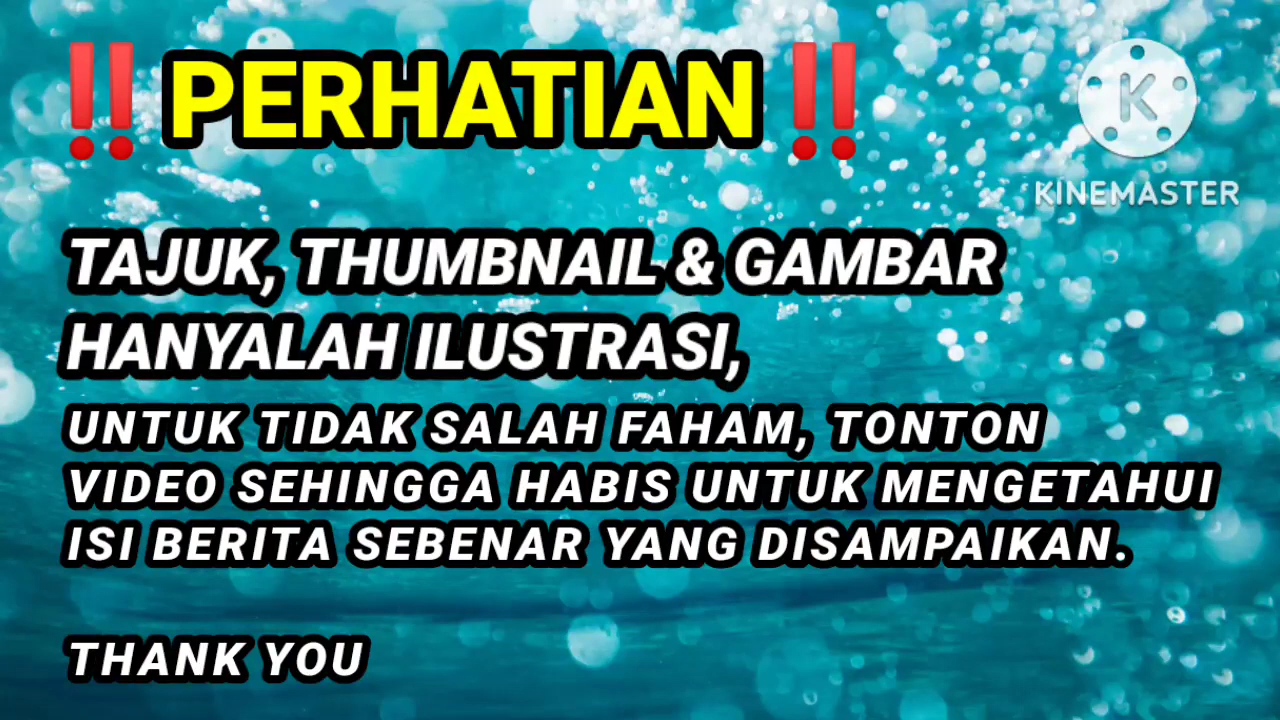 ‼️PERHATIAN‼️
KINEMASTER
TAJUK, THUMBNAIL & GAMBAR
HANYALAH ILUSTRASI,
UNTUK TIDAK SALAH FAHAM, TONTON
VIDEO SEHINGGA HABIS UNTUK MENGETAHUI
ISI BERITA SEBENAR YANG DISAMPAIKAN.
THANK YOU